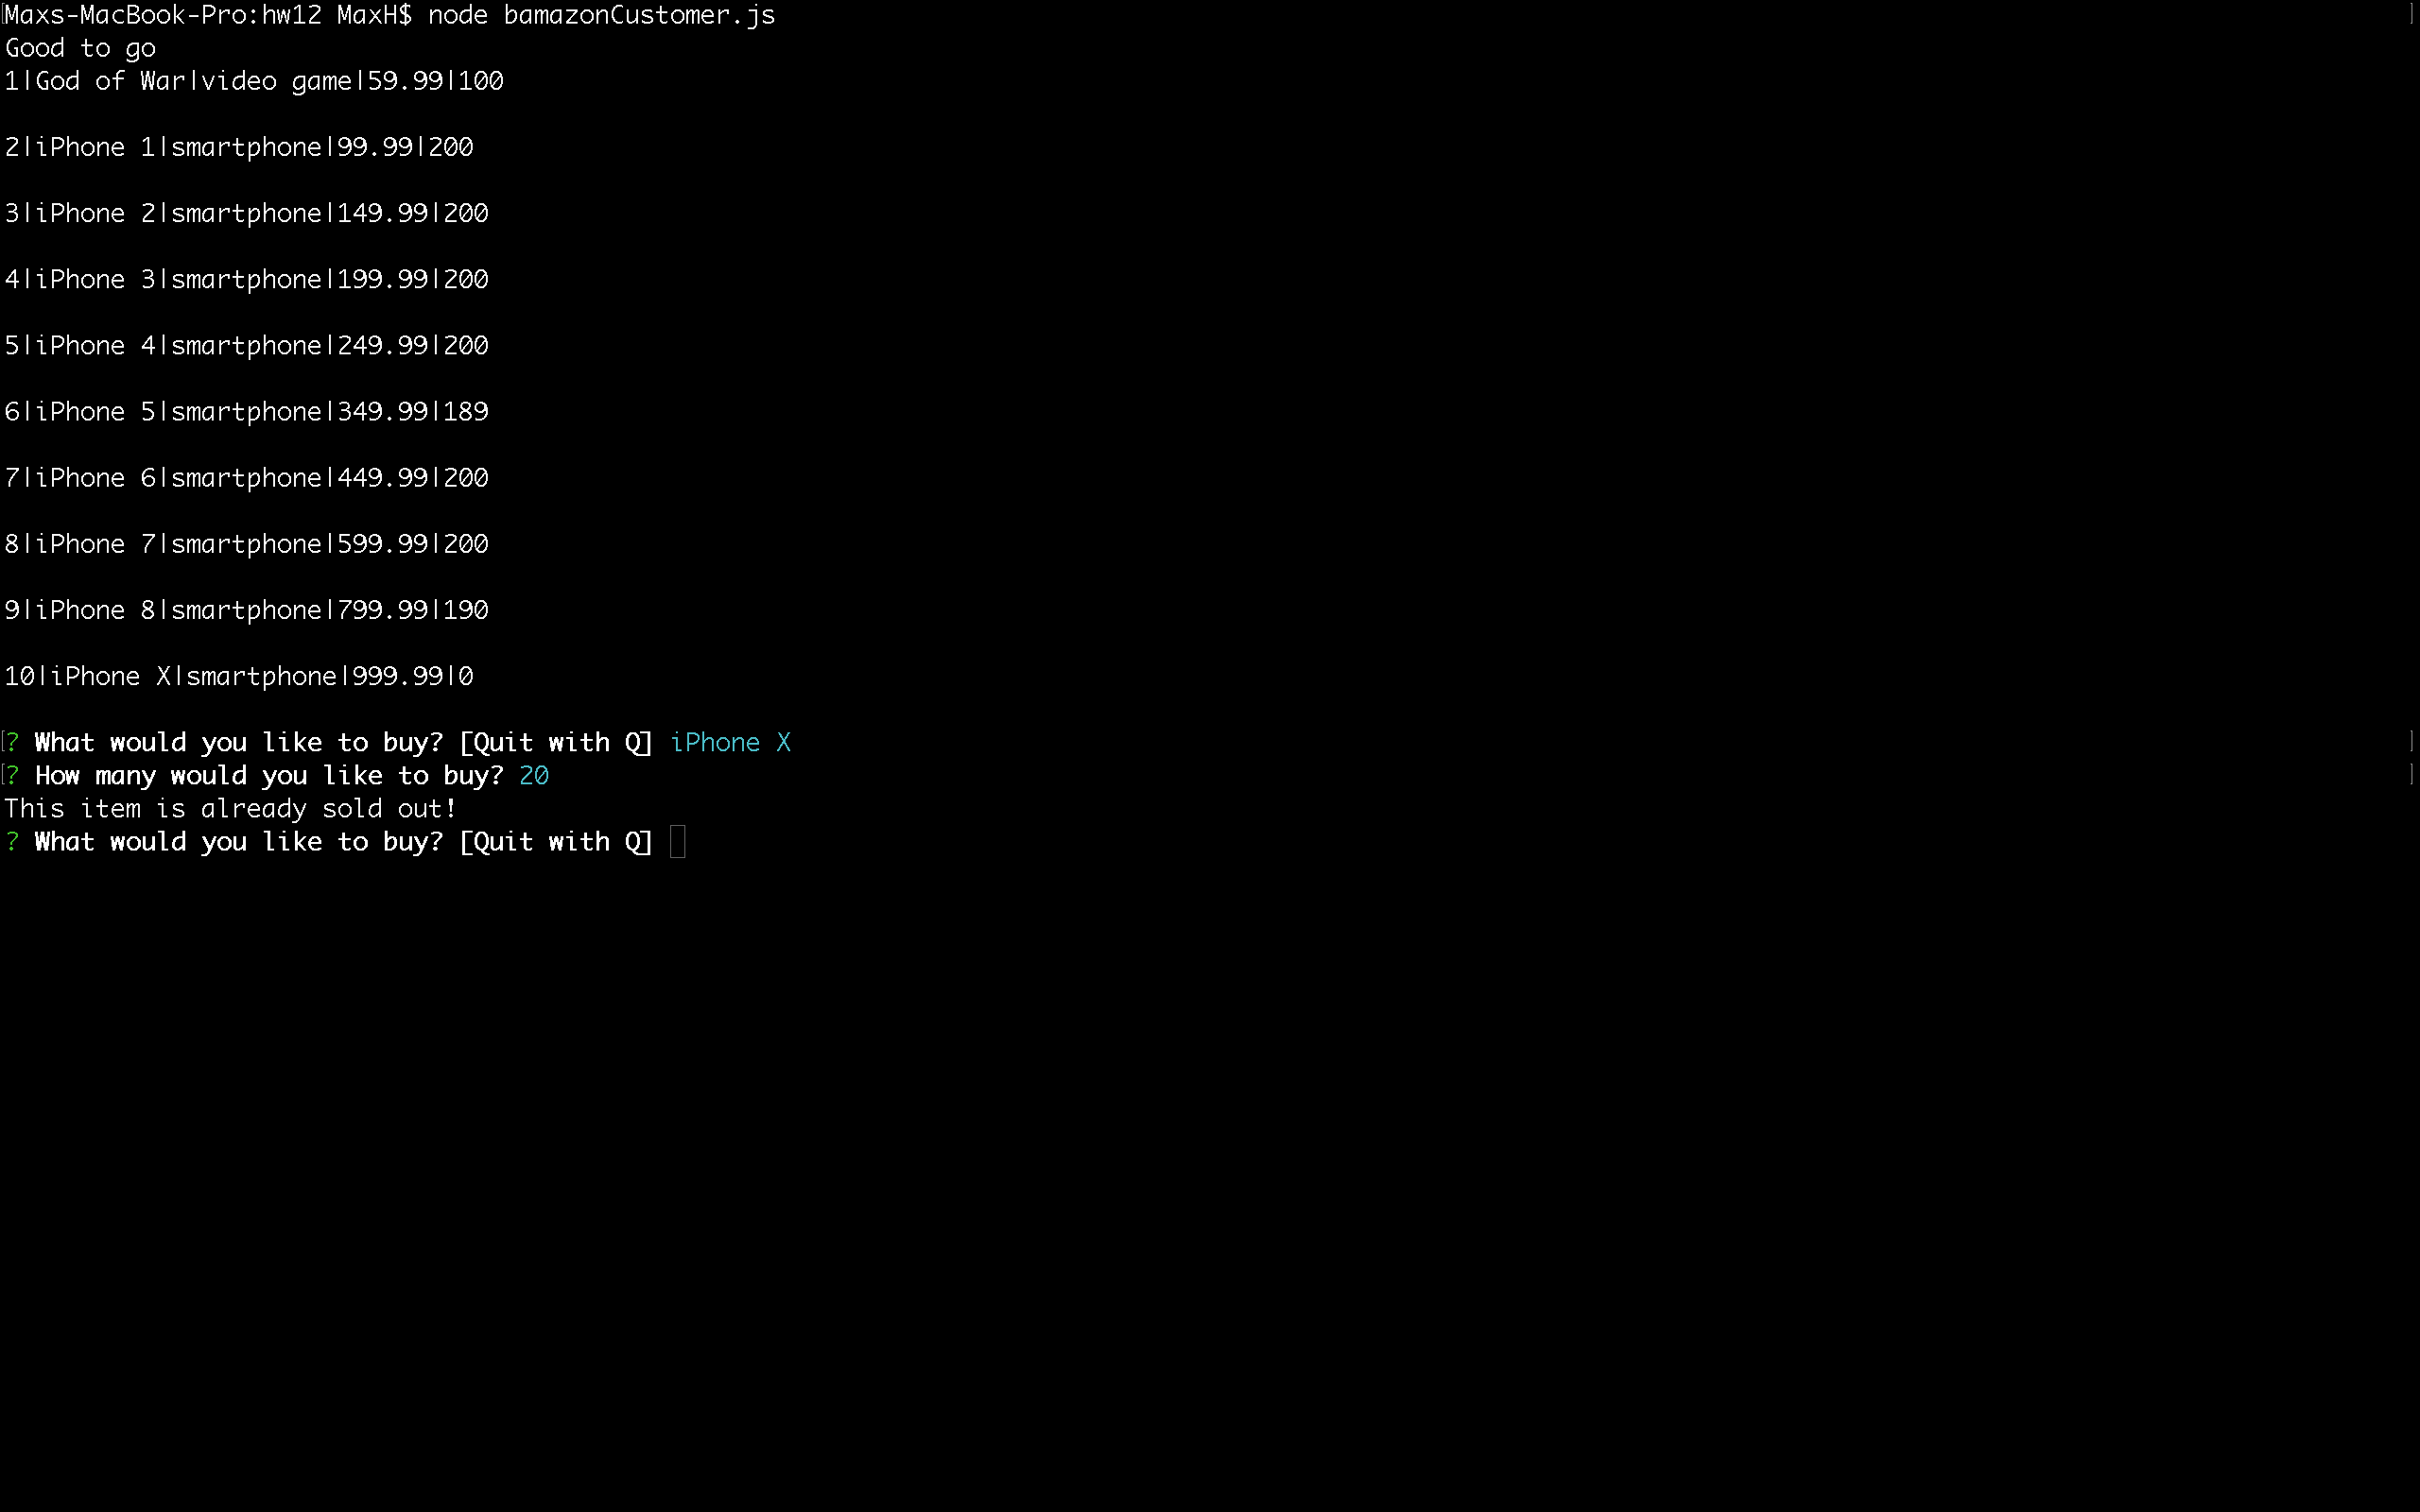 [Maxs-MacBook-Pro:hw12 MaxH$ node bamazonCustomer.js ]
Good to go
1|God of War|video game|59.99|100
2|iPhone 1|smartphone|99.99|200
3|iPhone 2|smartphone|149.99|200
4|iPhone 3|smartphone|199.99|200
5|iPhone 4|smartphone|249.99|200
6|iPhone 5|smartphone|349.99|189
7|iPhone 6|smartphone|449.99|200
8|iPhone 7|smartphone|599.99|200
9|iPhone 8|smartphone|799.99|190
10|iPhone X|smartphone|999.99|0
[? What would you like to buy? [Quit with Q] iPhone X ]
[? How many would you like to buy? 20 ]
This item is already sold out!
? What would you like to buy? [Quit with Q]